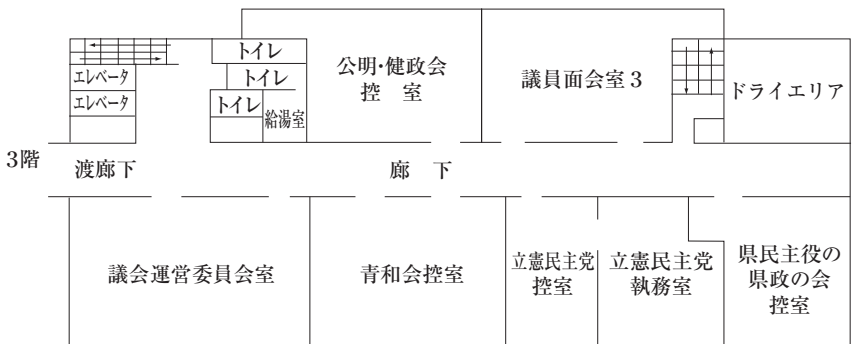 トイレ
エレベータ
トイレ
エレベータ
トイレ
給湯室
公明・健政会
控 室
議員面会室3
ドライエリア
3階
渡廊下
廊 下
議会運営委員会室
青和会控室
立憲民主党
控室
立憲民主党
執務室
県民主役の
県政の会
控室